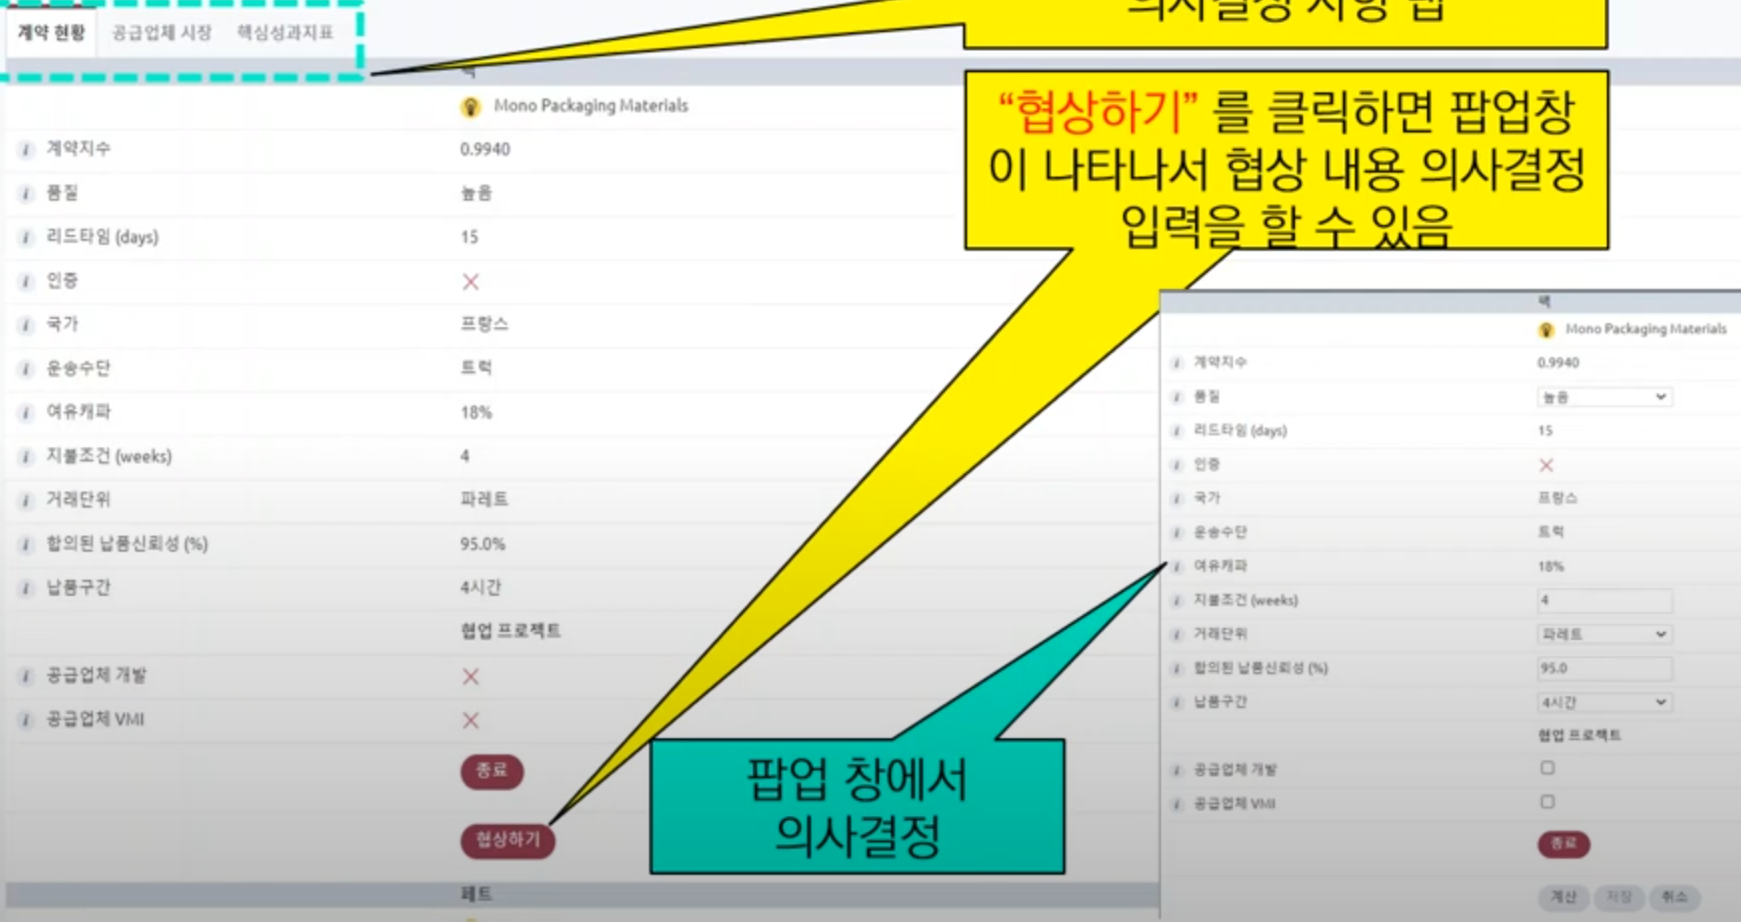 계약 현황 공급업체 시장 핵심성과지표
의사결정 사항 탭
팩
Mono Packaging Materials
계약지수 0.9940
품질 높음
리드타임 (days) 15
인증
국가 프랑스
운송수단 트럭
여유캐파 18%
지불조건 (weeks) 4
거래단위 파레트
합의된 납품신뢰성 (%) 95.0%
납품구간 4시간
협업 프로젝트
공급업체 개발
공급업체 VMI
종료
협상하기
페트
“협상하기” 를 클릭하면 팝업창
이 나타나서 협상 내용 의사결정
입력을 할 수 있음
팝업 창에서
의사결정
팩
Mono Packaging Materials
계약지수 0.9940
품질 높음
리드타임 (days) 15
인증
국가 프랑스
운송수단 트럭
여유캐파 18%
지불조건 (weeks) 4
거래단위 파레트
합의된 납품신뢰성 (%) 95.0
납품구간 4시간
협업 프로젝트
공급업체 개발
공급업체 VMI
종료
계산 저장 취소